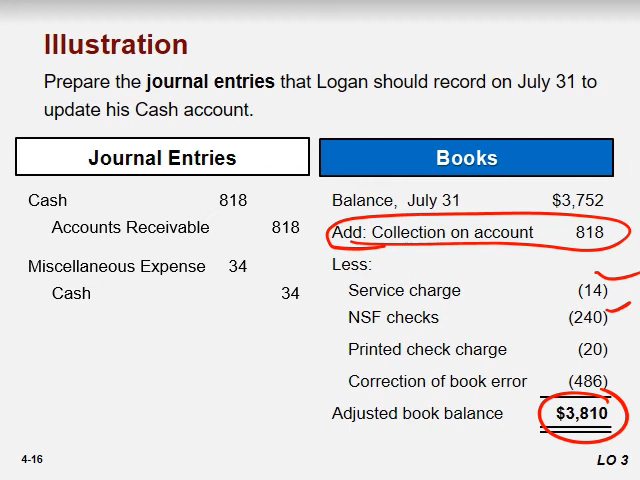 Illustration
Prepare the journal entries that Logan should record on July 31 to
update his Cash account.
Journal Entries
Cash 818
Accounts Receivable 818
Miscellaneous Expense 34
Cash 34
Books
Balance, July 31 $3,752
Add: Collection on account 818
Less:
Service charge (14)
NSF checks (240)
Printed check charge (20)
Correction of book error (486)
Adjusted book balance $3,810
4-16
LO 3